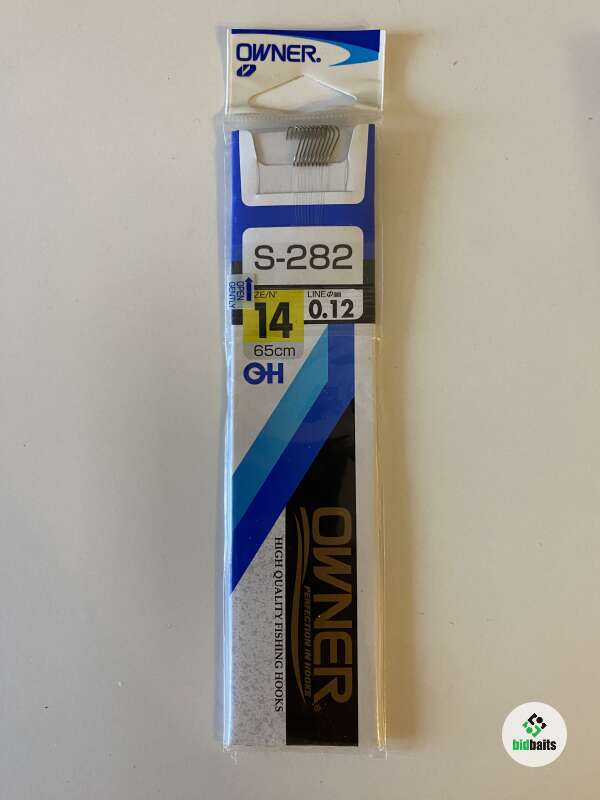 OWNER.
S-282
OPEN
GENTLY
ZE/N°
LINE Φ㎜
14
0.12
65cm
OH
OWNER
PERFECTION IN HOOKS
HIGH QUALITY FISHING HOOKS
bidbaits